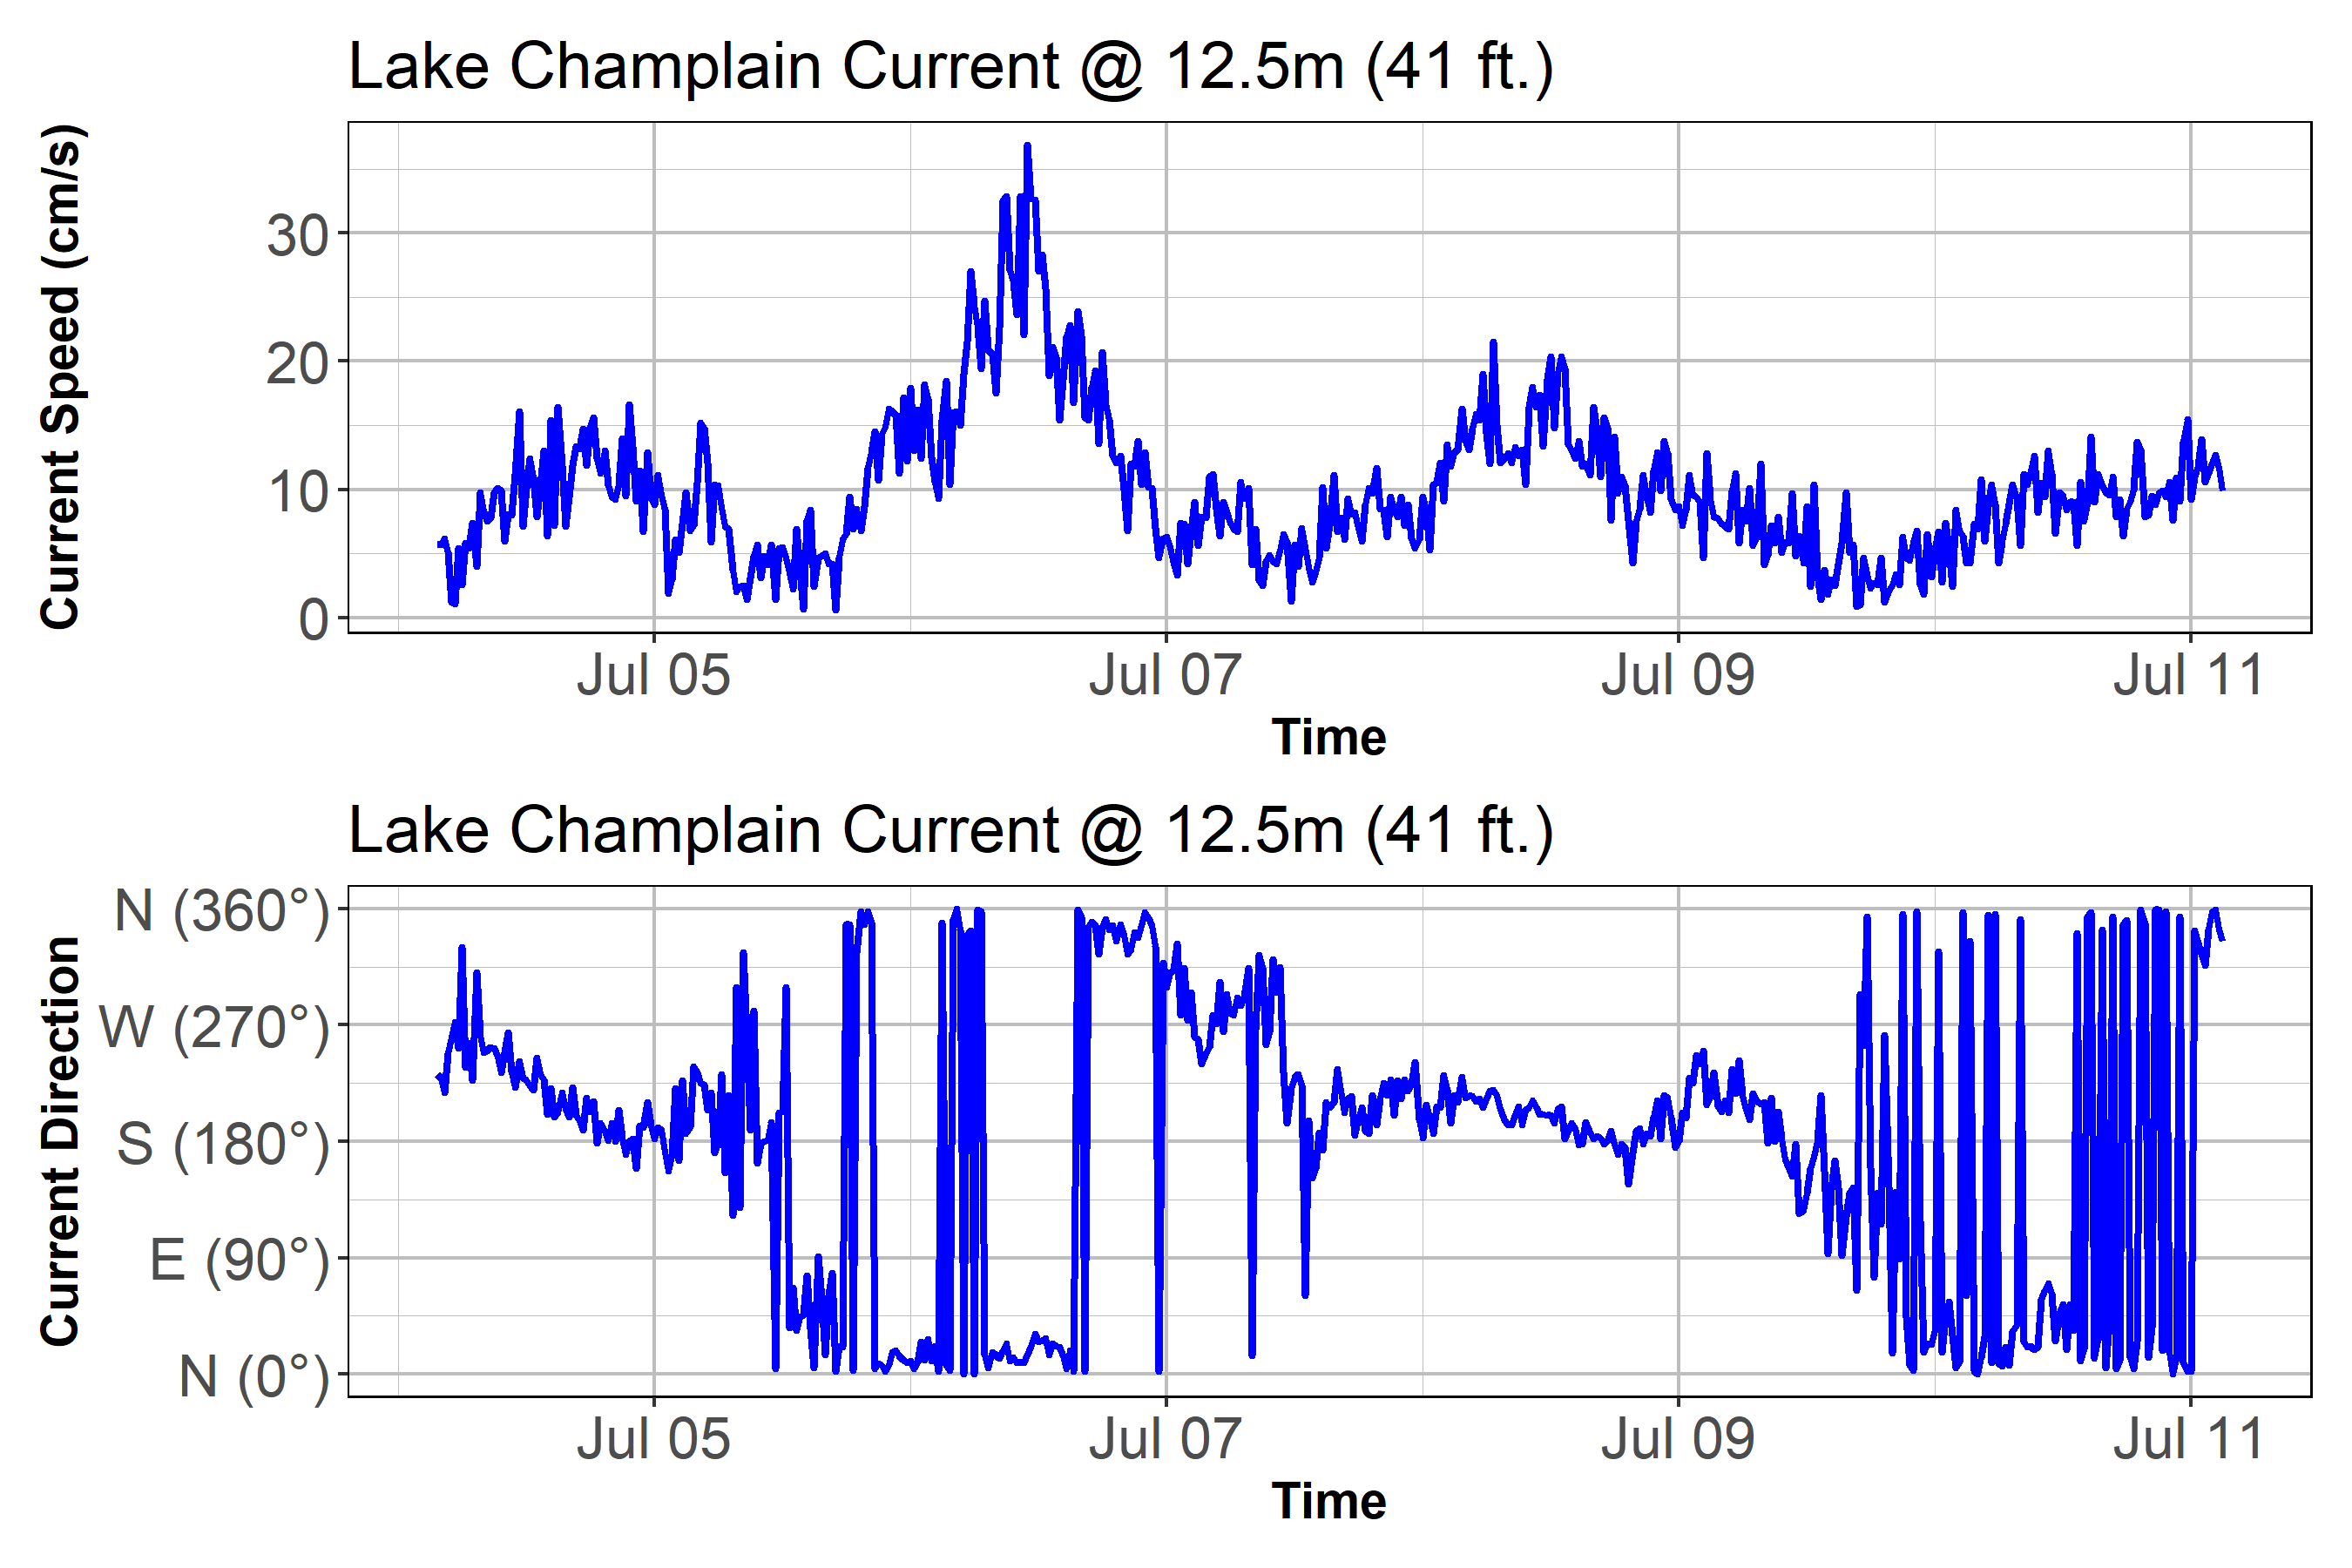 Lake Champlain Current @ 12.5m (41 ft.)
Current Speed (cm/s)
30
20
10
0
Jul 05 Jul 07 Jul 09 Jul 11
Time
Lake Champlain Current @ 12.5m (41 ft.)
Current Direction
N (360°)
W (270°)
S (180°)
E (90°)
N (0°)
Jul 05 Jul 07 Jul 09 Jul 11
Time